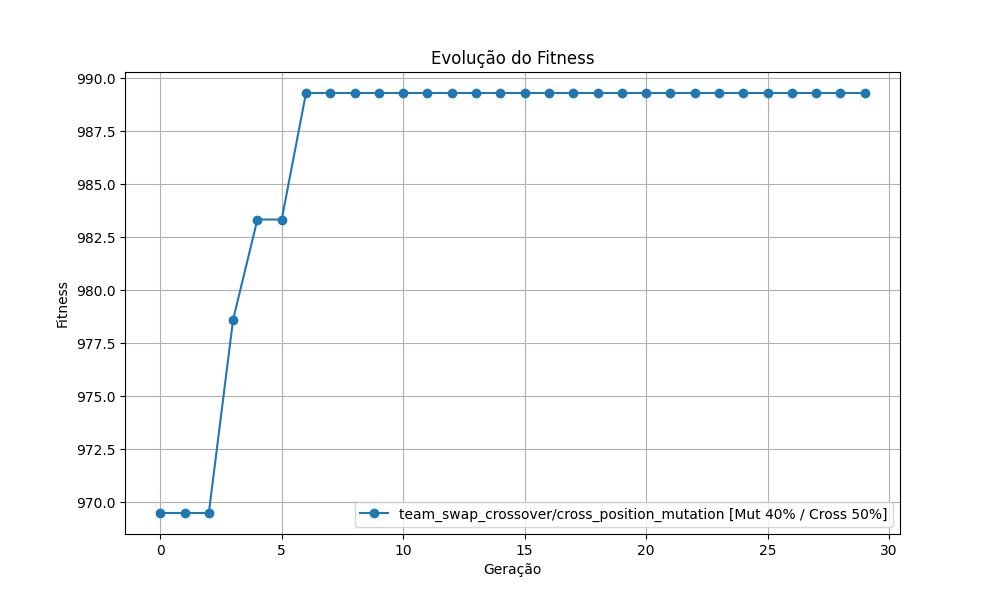 Evolução do Fitness
990.0
987.5
985.0
982.5
980.0
977.5
975.0
972.5
970.0
Fitness
team_swap_crossover/cross_position_mutation [Mut 40% / Cross 50%]
0 5 10 15 20 25 30
Geração